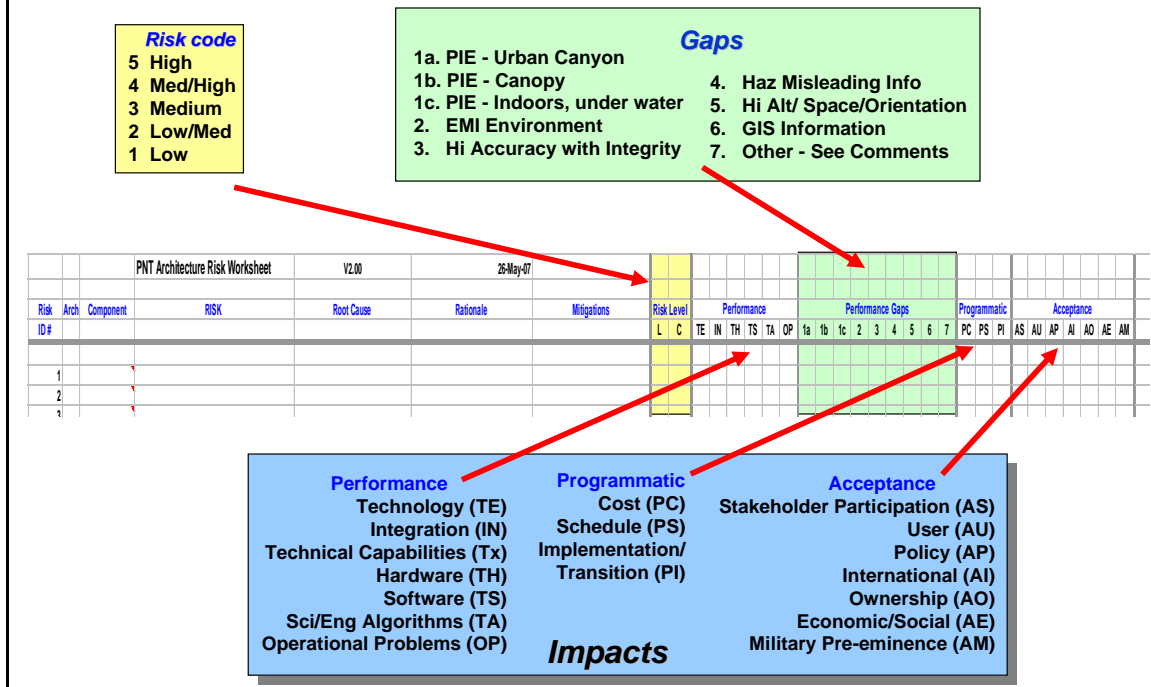 Risk code
5 High
4 Med/High
3 Medium
2 Low/Med
1 Low
Gaps
1a. PIE - Urban Canyon
1b. PIE - Canopy
1c. PIE - Indoors, under water
2. EMI Environment
3. Hi Accuracy with Integrity
4. Haz Misleading Info
5. Hi Alt/ Space/Orientation
6. GIS Information
7. Other - See Comments
PNT Architecture Risk Worksheet V2.00 26-May-07
Risk Arch Component RISK Root Cause Rationale Mitigations Risk Level Performance Performance Gaps Programmatic Acceptance
ID # L C TE IN TH TS TA OP 1a 1b 1c 2 3 4 5 6 7 PC PS PI AS AU AP AI AO AE AM
1
2
3
Performance
Technology (TE)
Integration (IN)
Technical Capabilities (Tx)
Hardware (TH)
Software (TS)
Sci/Eng Algorithms (TA)
Operational Problems (OP)
Programmatic
Cost (PC)
Schedule (PS)
Implementation/
Transition (PI)
Acceptance
Stakeholder Participation (AS)
User (AU)
Policy (AP)
International (AI)
Ownership (AO)
Economic/Social (AE)
Military Pre-eminence (AM)
Impacts